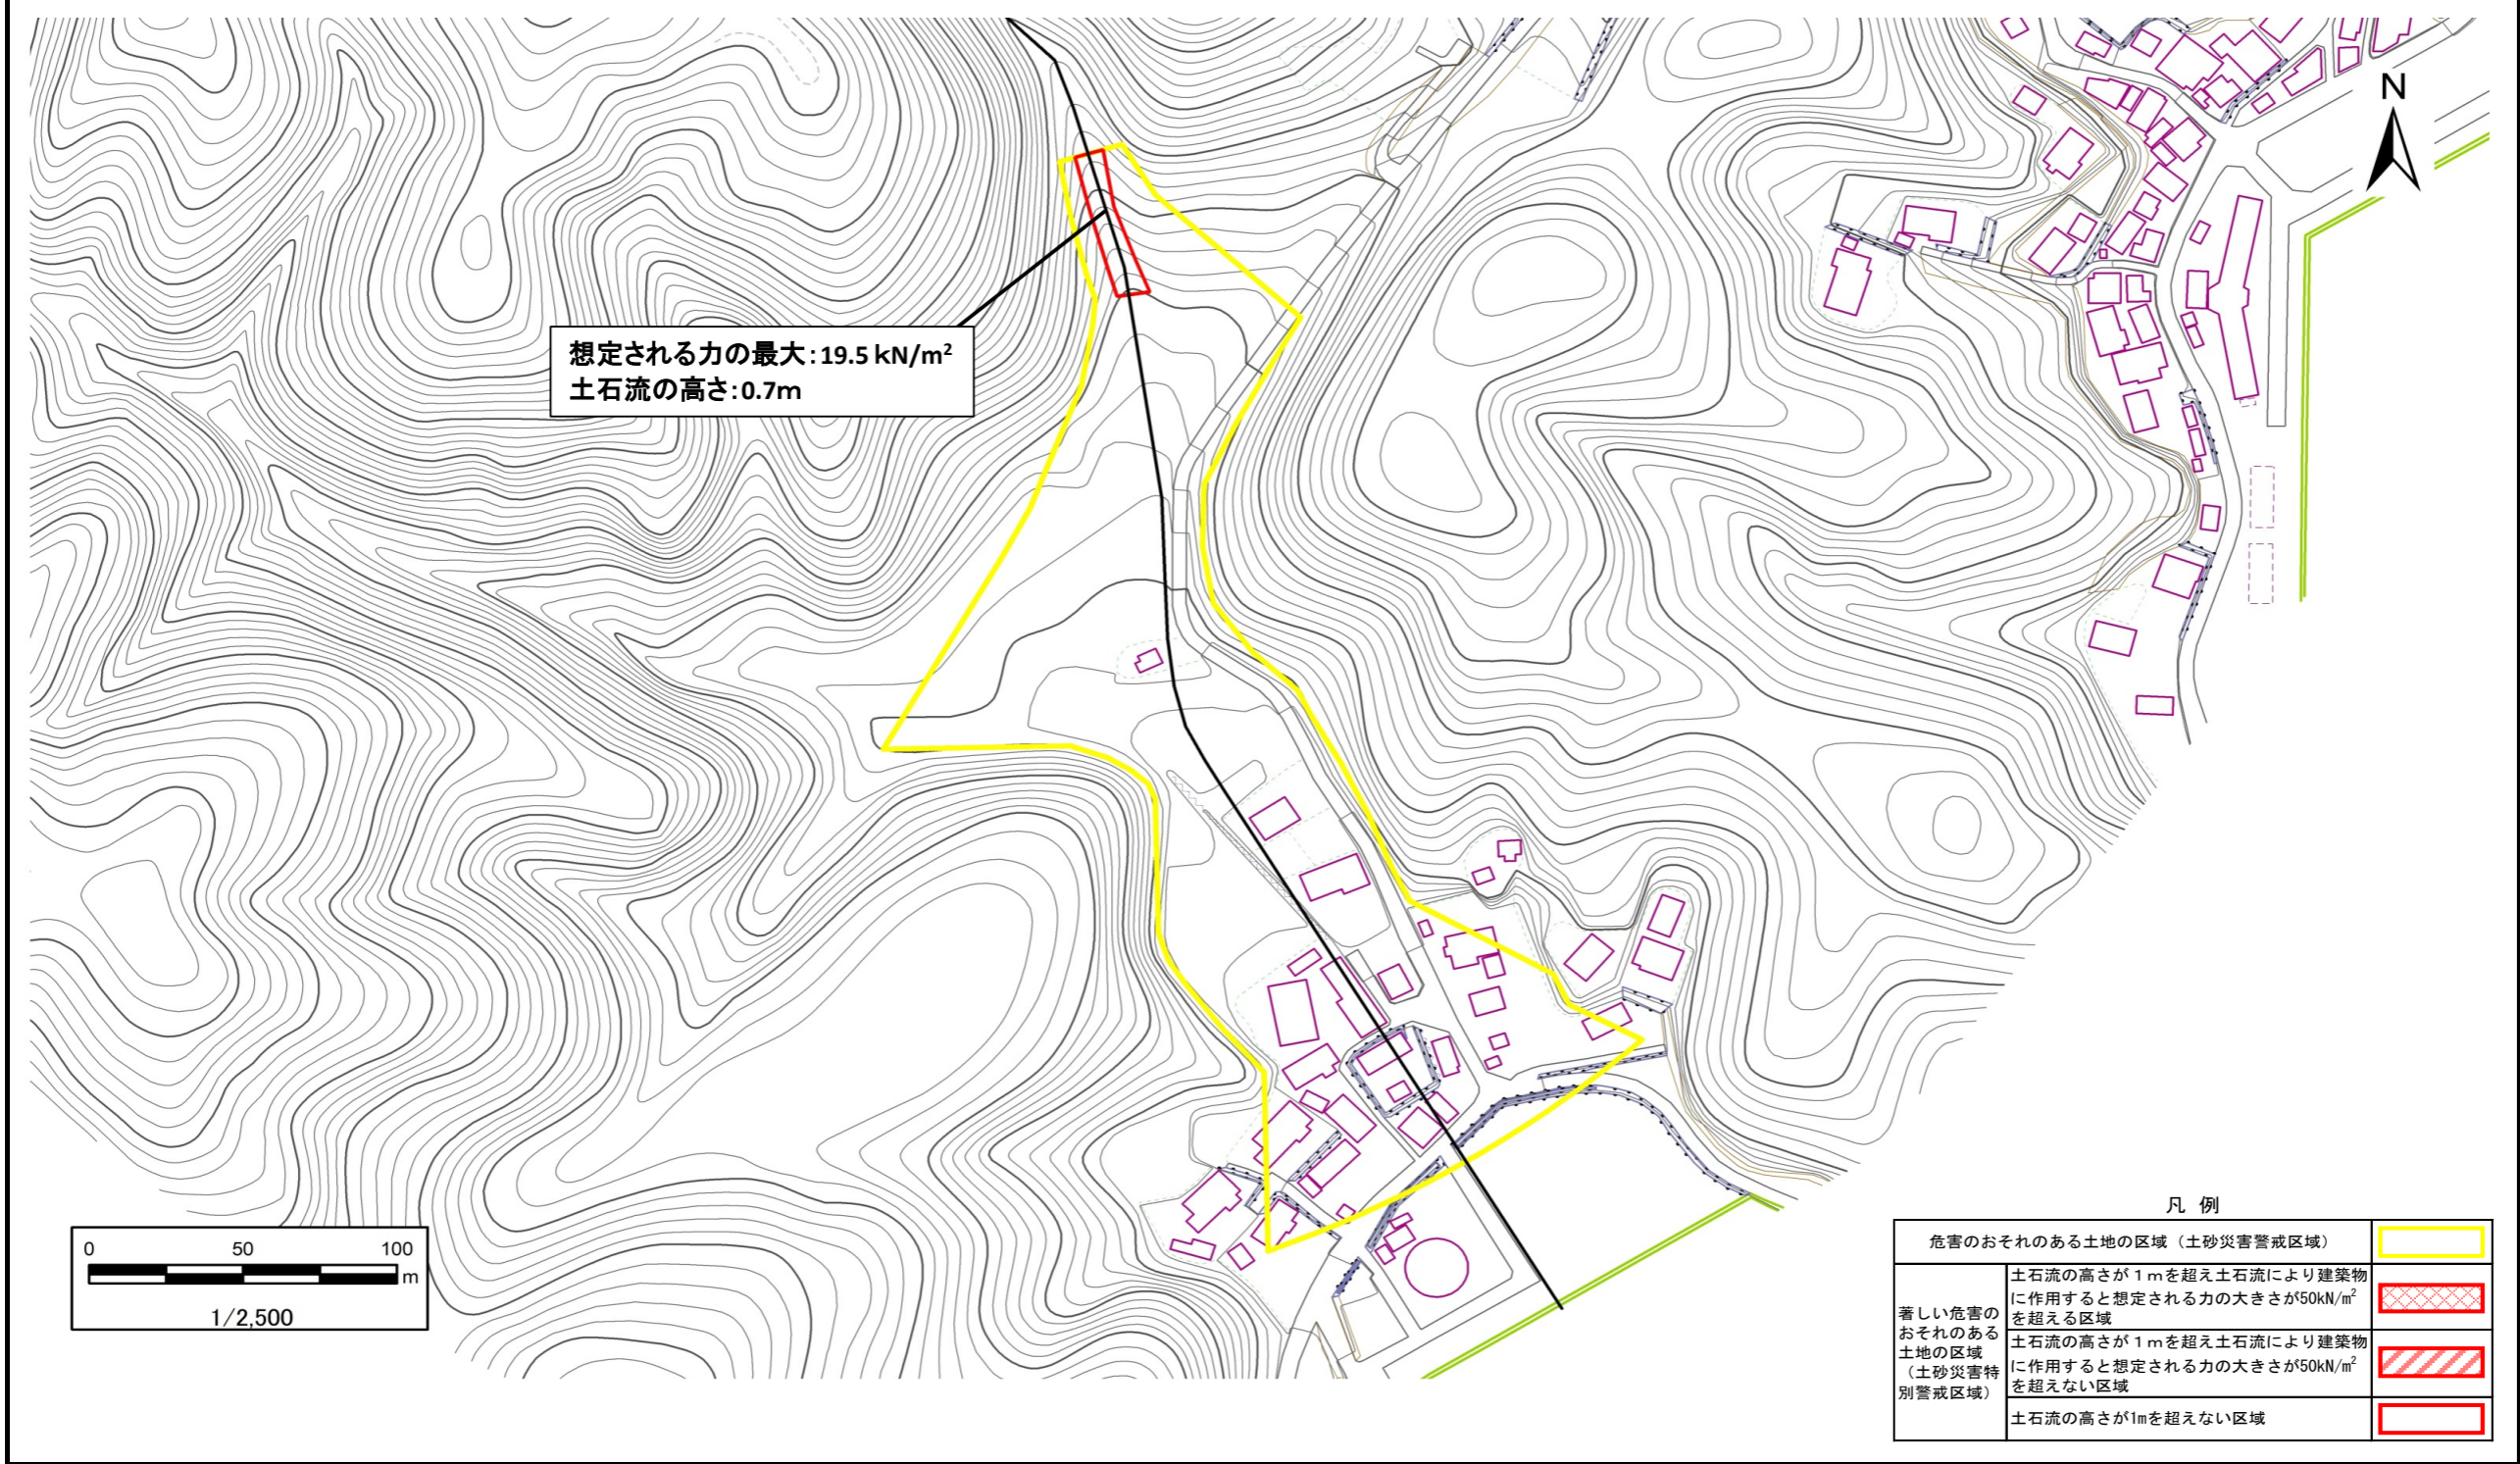 N
想定される力の最大:19.5 kN/m²
土石流の高さ:0.7m
0 50 100
m
1/2,500
凡 例
危害のおそれのある土地の区域（土砂災害警戒区域）
著しい危害の
おそれのある
土地の区域
（土砂災害特
別警戒区域）
土石流の高さが１ｍを超え土石流により建築物
に作用すると想定される力の大きさが50kN/㎡
を超える区域
土石流の高さが１ｍを超え土石流により建築物
に作用すると想定される力の大きさが50kN/㎡
を超えない区域
土石流の高さが1mを超えない区域